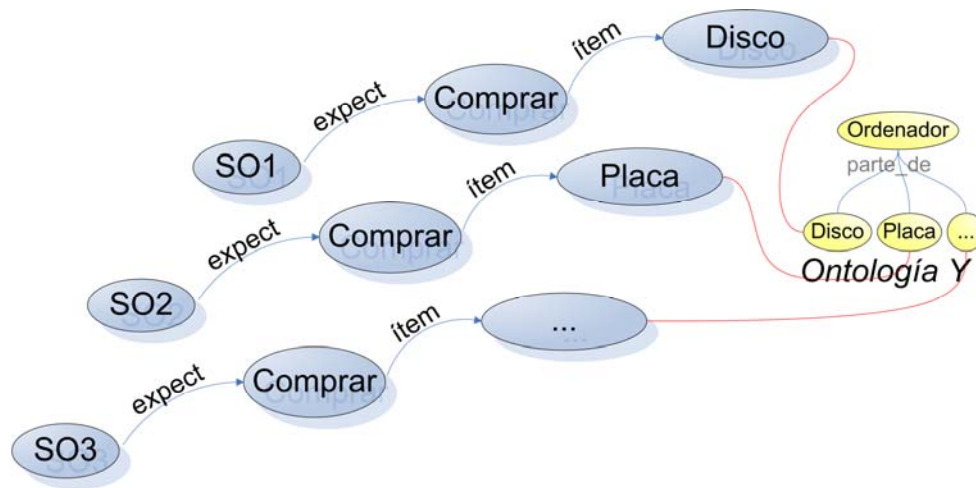 SO1
expect
Comprar
ítem
Disco
SO2
expect
Comprar
ítem
Placa
SO3
expect
Comprar
ítem
...
Ordenador
parte_de
Disco
Placa
...
Ontología Y